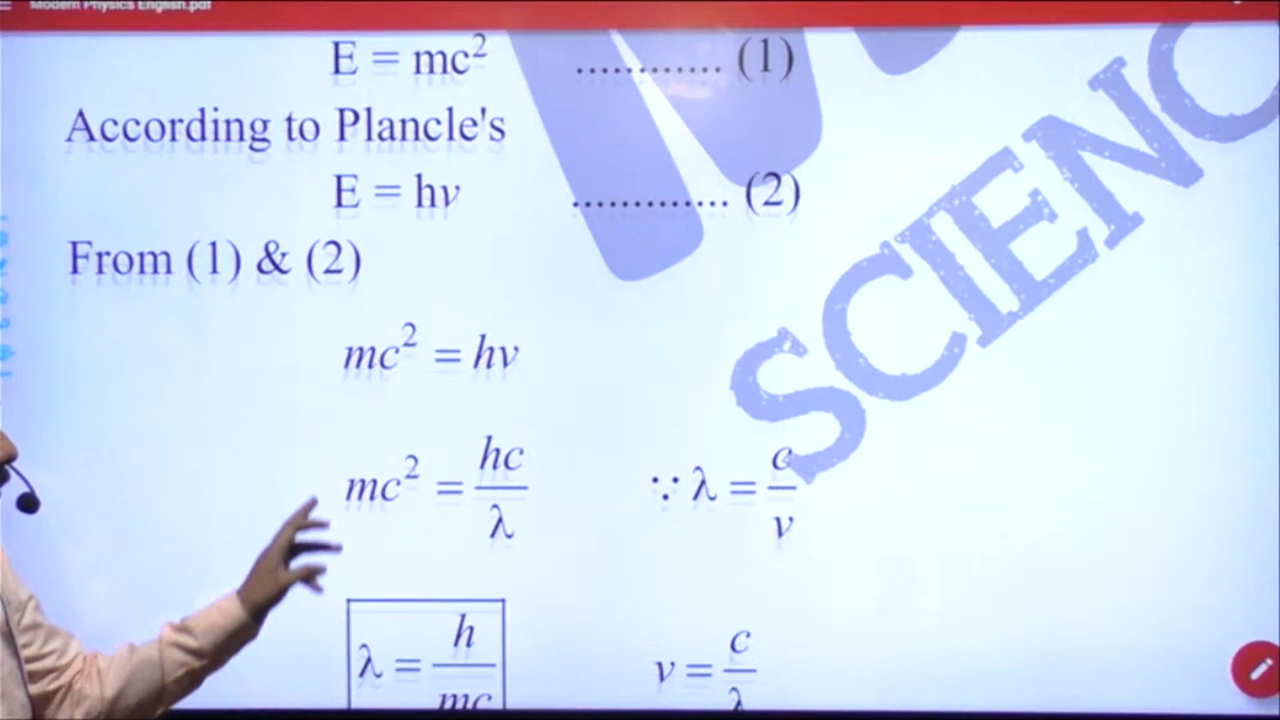 Modern Physics English.pdf
E = mc² ............ (1)
According to Plancle's
E = hν ............. (2)
From (1) & (2)
mc² = hν
mc² = hc/λ ∵ λ = c/ν
λ = h/mc ν = c/λ
SCIENC